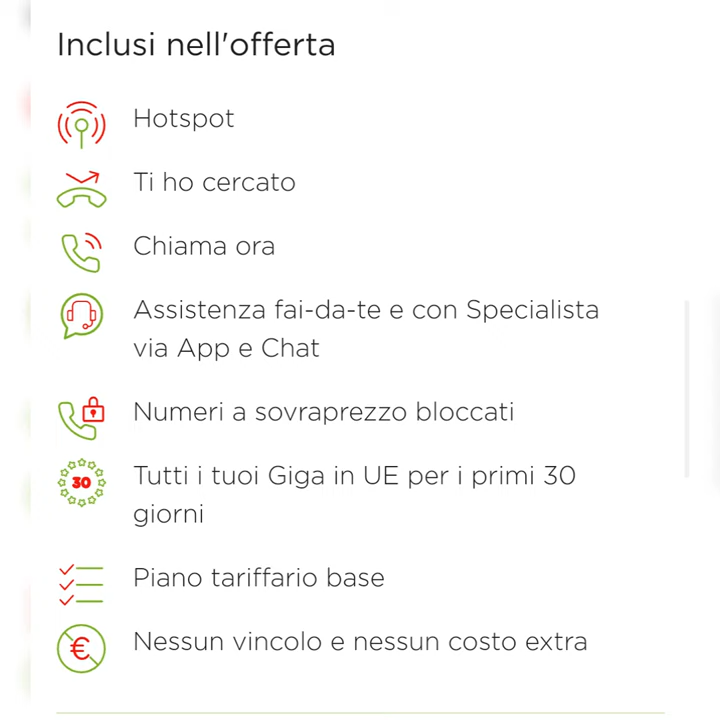 Inclusi nell'offerta
Hotspot
Ti ho cercato
Chiama ora
Assistenza fai-da-te e con Specialista
via App e Chat
Numeri a sovraprezzo bloccati
30
Tutti i tuoi Giga in UE per i primi 30
giorni
Piano tariffario base
€
Nessun vincolo e nessun costo extra